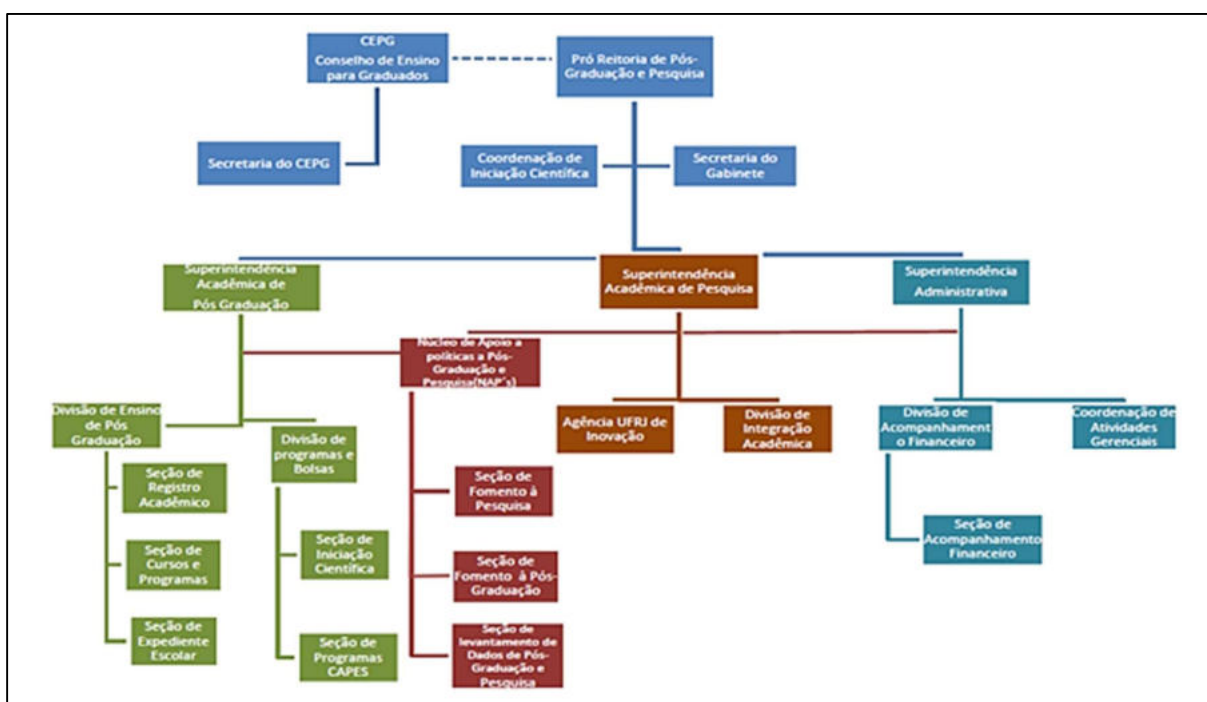 CEPG
Conselho de Ensino
para Graduados
Pró Reitoria de Pós-
Graduação e Pesquisa
Secretaria do CEPG
Coordenação de
Iniciação Científica
Secretaria do
Gabinete
Superintendência
Acadêmica de
Pós Graduação
Superintendência
Acadêmica de Pesquisa
Superintendência
Administrativa
Núcleo de Apoio a
políticas a Pós-
Graduação e
Pesquisa(NAP´s)
Divisão de Ensino
de Pós
Graduação
Divisão de
programas e
Bolsas
Agência UFRJ de
Inovação
Divisão de
Integração
Acadêmica
Divisão de
Acompanhament
o Financeiro
Coordenação de
Atividades
Gerenciais
Seção de
Registro
Acadêmico
Seção de
Fomento à
Pesquisa
Seção de
Acompanhamento
Financeiro
Seção de
Cursos e
Programas
Seção de
Iniciação
Científica
Seção de
Fomento à Pós-
Graduação
Seção de
Expediente
Escolar
Seção de
Programas
CAPES
Seção de
levantamento de
Dados de Pós-
Graduação e
Pesquisa